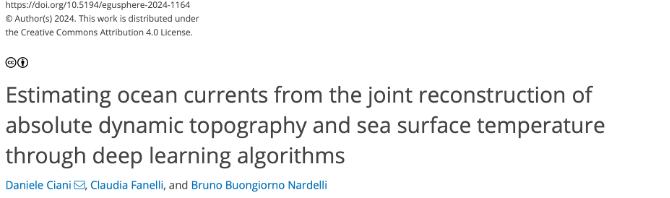 https://doi.org/10.5194/egusphere-2024-1164
© Author(s) 2024. This work is distributed under
the Creative Commons Attribution 4.0 License.
Estimating ocean currents from the joint reconstruction of
absolute dynamic topography and sea surface temperature
through deep learning algorithms
Daniele Ciani, Claudia Fanelli, and Bruno Buongiorno Nardelli